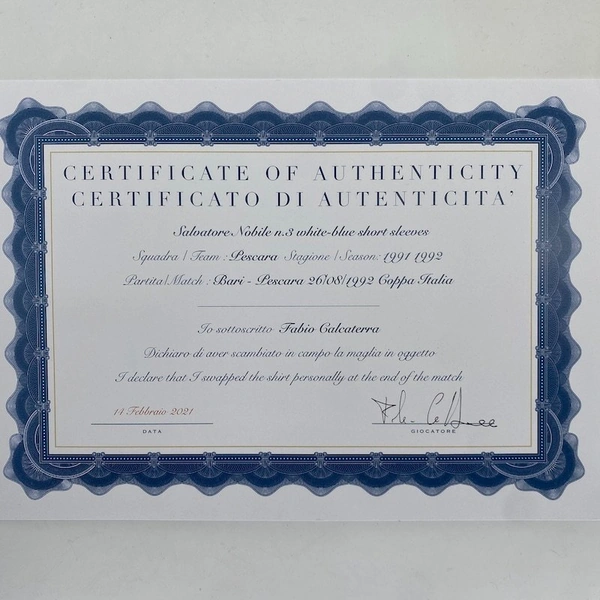 CERTIFICATE OF AUTHENTICITY
CERTIFICATO DI AUTENTICITA'
Salvatore Nobile n.3 white-blue short sleeves
Squadra | Team : Pescara Stagione | Season: 1991 1992
Partita|Match : Bari - Pescara 26/08/1992 Coppa Italia
Io sottoscritto Fabio Calcaterra
Dichiaro di aver scambiato in campo la maglia in oggetto
I declare that I swapped the shirt personally at the end of the match
14 Febbraio 2021
DATA
GIOCATORE